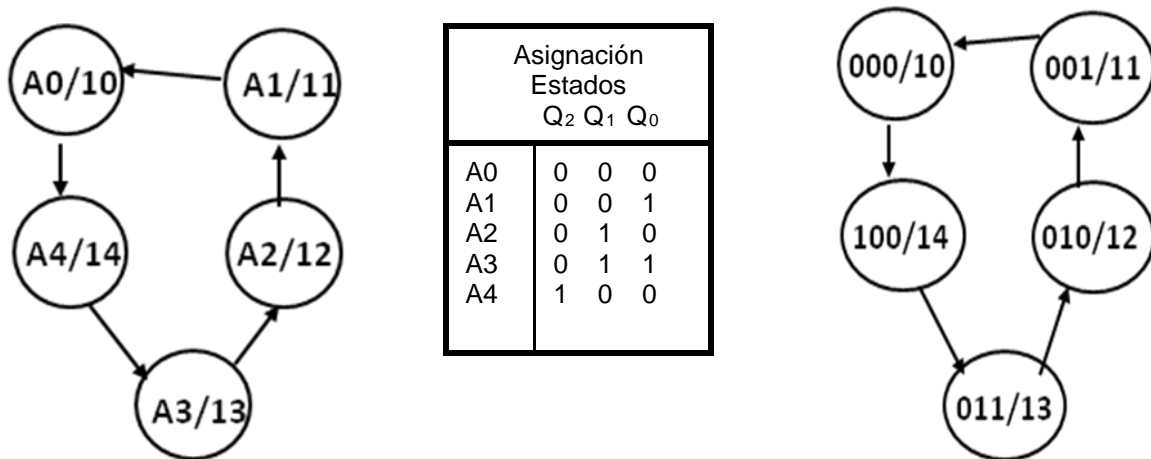 A0/10
A1/11
A4/14
A2/12
A3/13
Asignación
Estados
Q₂ Q₁ Q₀
A0 0 0 0
A1 0 0 1
A2 0 1 0
A3 0 1 1
A4 1 0 0
000/10
001/11
100/14
010/12
011/13